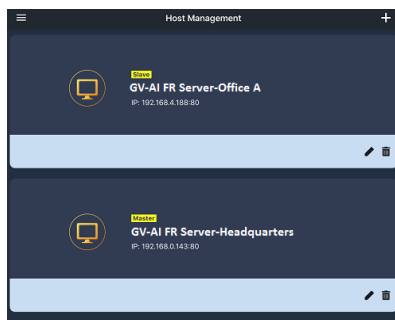 Host Management
Slave
GV-AI FR Server-Office A
IP: 192.168.4.188:80
Master
GV-AI FR Server-Headquarters
IP: 192.168.0.143:80